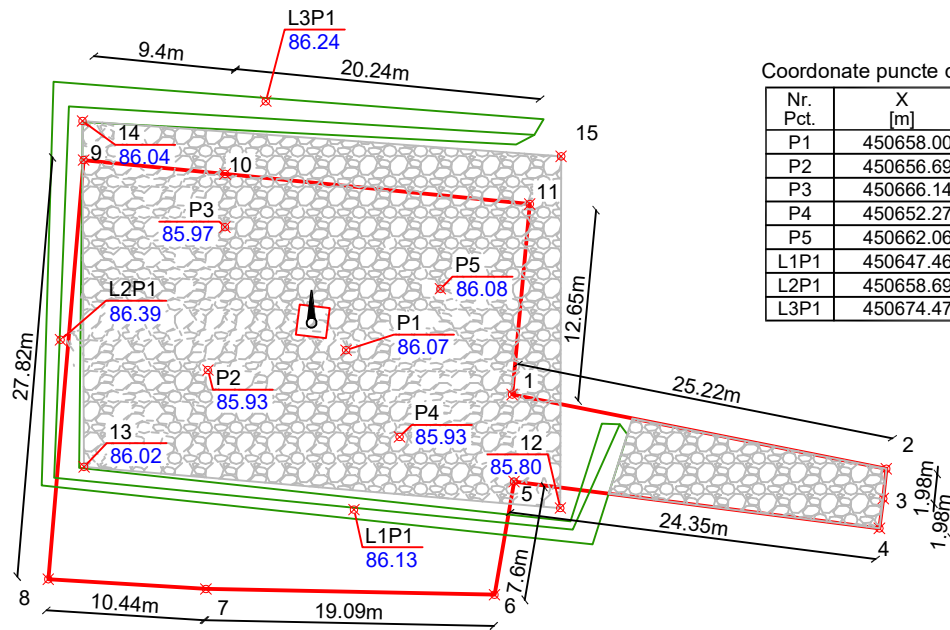 L3P1
86.24
9.4m
20.24m
Coordonate puncte
Nr. Pct.
X [m]
P1 450658.00
P2 450656.69
P3 450666.14
P4 450652.27
P5 450662.06
L1P1 450647.46
L2P1 450658.69
L3P1 450674.47
14
86.04
15
9
10
11
P3
85.97
P5
86.08
L2P1
86.39
12.65m
P1
86.07
27.82m
P2
85.93
1
25.22m
P4
85.93
12
85.80
13
86.02
2
5
3
1.98m
1.98m
24.35m
4
L1P1
86.13
7.6m
8
10.44m
7
19.09m
6